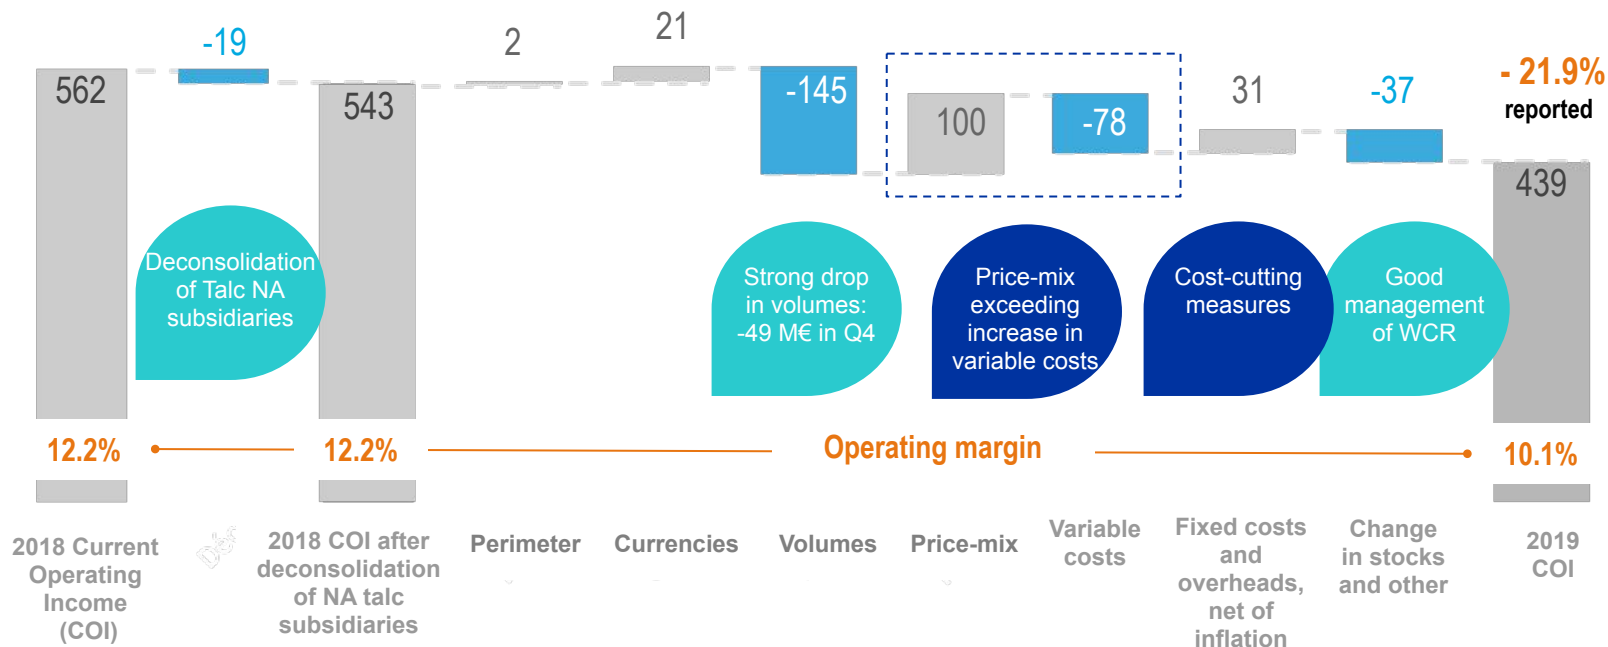 562
-19
543
2
21
-145
100
-78
31
-37
- 21.9%
reported
439
Deconsolidation
of Talc NA
subsidiaries
Strong drop
in volumes:
-49 M€ in Q4
Price-mix
exceeding
increase in
variable costs
Cost-cutting
measures
Good
management
of WCR
12.2%
12.2%
Operating margin
10.1%
2018 Current
Operating
Income
(COI)
2018 COI after
deconsolidation
of NA talc
subsidiaries
Perimeter
Currencies
Volumes
Price-mix
Variable
costs
Fixed costs
and
overheads,
net of
inflation
Change
in stocks
and other
2019
COI